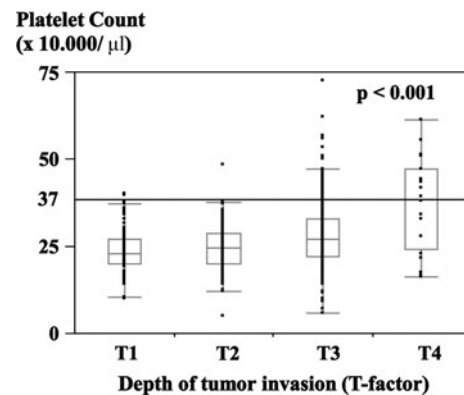 Platelet Count
(x 10.000/ μl)
75
p < 0.001
50
37
25
0
T1 T2 T3 T4
Depth of tumor invasion (T-factor)